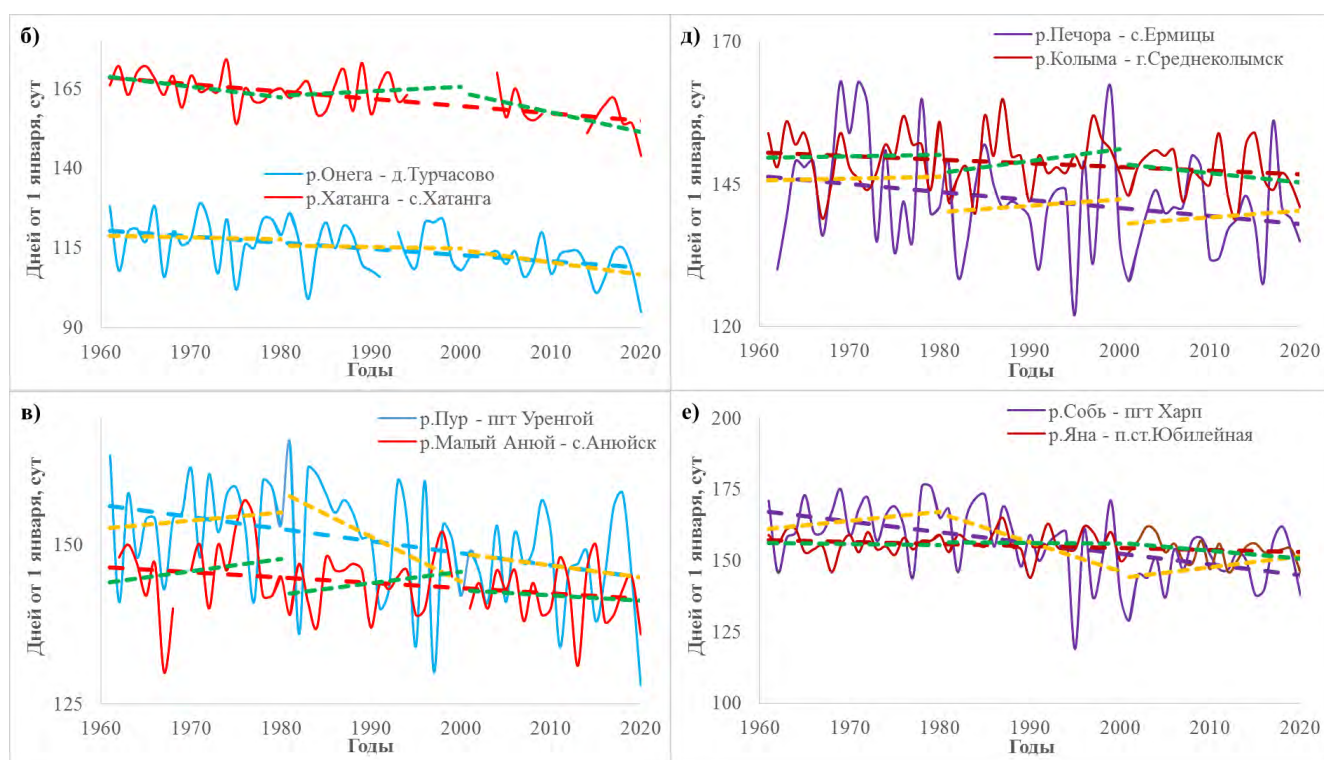 б)
Дней от 1 января, сут
165
140
115
90
р.Онега - д.Турчасово
р.Хатанга - с.Хатанга
1960 1970 1980 1990 2000 2010 2020
Годы
д)
Дней от 1 января, сут
170
145
120
р.Печора - с.Ермицы
р.Колыма - г.Среднеколымск
1960 1970 1980 1990 2000 2010 2020
Годы
в)
Дней от 1 января, сут
150
125
р.Пур - пгт Уренгой
р.Малый Анюй - с.Анюйск
1960 1970 1980 1990 2000 2010 2020
Годы
е)
Дней от 1 января, сут
200
175
150
125
100
р.Собь - пгт Харп
р.Яна - п.ст.Юбилейная
1960 1970 1980 1990 2000 2010 2020
Годы